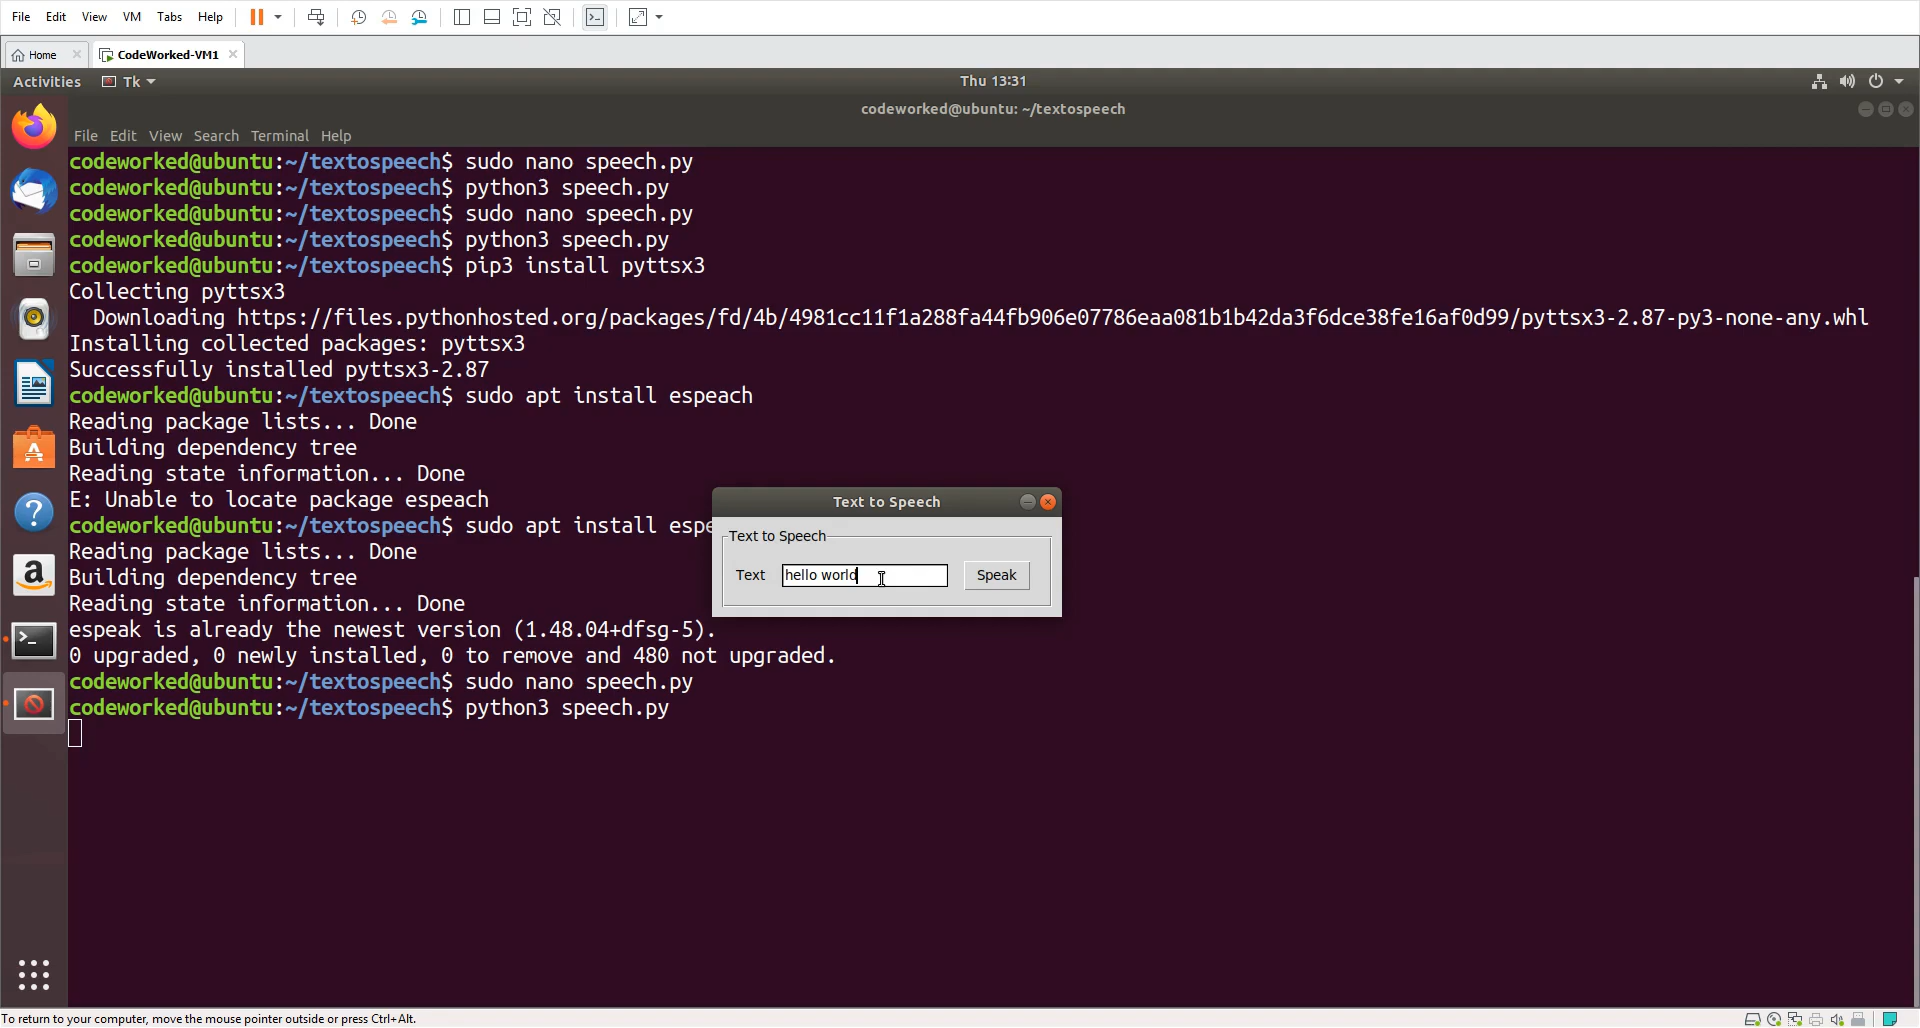 File Edit View VM Tabs Help
Home CodeWorked-VM1
Activities Tk Thu 13:31
codeworked@ubuntu: ~/textospeech
File Edit View Search Terminal Help
codeworked@ubuntu:~/textospeech$ sudo nano speech.py
codeworked@ubuntu:~/textospeech$ python3 speech.py
codeworked@ubuntu:~/textospeech$ sudo nano speech.py
codeworked@ubuntu:~/textospeech$ python3 speech.py
codeworked@ubuntu:~/textospeech$ pip3 install pyttsx3
Collecting pyttsx3
Downloading https://files.pythonhosted.org/packages/fd/4b/4981cc11f1a288fa44fb906e07786eaa081b1b42da3f6dce38fe16af0d99/pyttsx3-2.87-py3-none-any.whl
Installing collected packages: pyttsx3
Successfully installed pyttsx3-2.87
codeworked@ubuntu:~/textospeech$ sudo apt install espeach
Reading package lists... Done
Building dependency tree
Reading state information... Done
E: Unable to locate package espeach
codeworked@ubuntu:~/textospeech$ sudo apt install espe
Reading package lists... Done
Building dependency tree
Reading state information... Done
espeak is already the newest version (1.48.04+dfsg-5).
0 upgraded, 0 newly installed, 0 to remove and 480 not upgraded.
codeworked@ubuntu:~/textospeech$ sudo nano speech.py
codeworked@ubuntu:~/textospeech$ python3 speech.py
Text to Speech
Text to Speech
Text hello world Speak
To return to your computer, move the mouse pointer outside or press Ctrl+Alt.